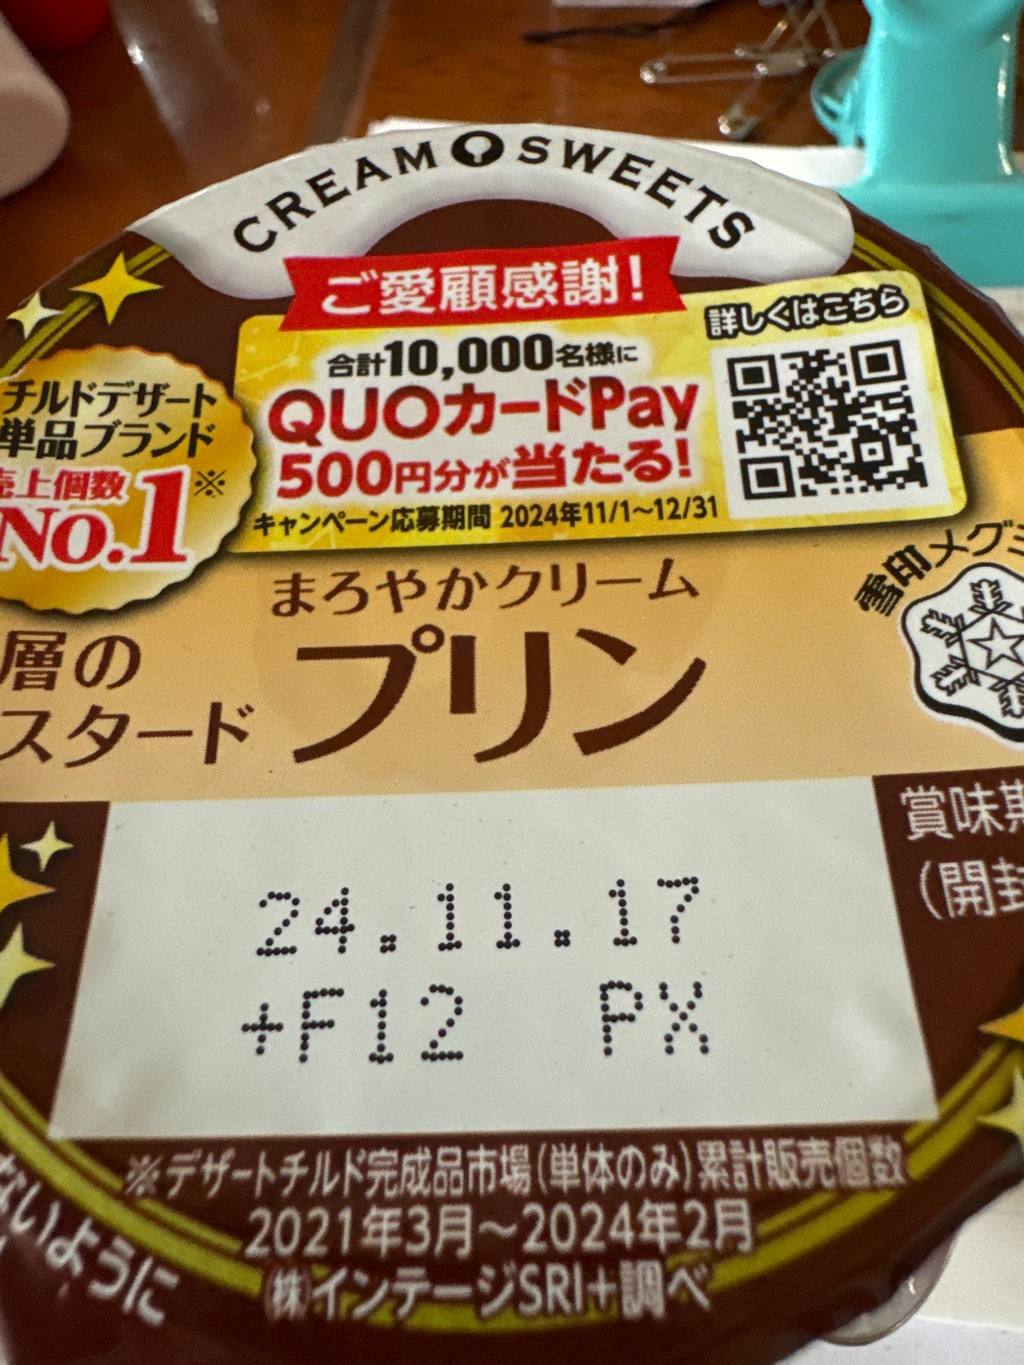 CREAM SWEETS
ご愛顧感謝!
合計10,000名様に
QUOカードPay
500円分が当たる!
キャンペーン応募期間 2024年11/1~12/31
詳しくはこちら
チルドデザート
単品ブランド
売上個数※
No.1
まろやかクリーム
プリン
層の
スタード
雪印メグミ
24.11.17
+F12 PX
賞味期
(開封
※デザートチルド完成品市場(単体のみ)累計販売個数
2021年3月~2024年2月
㈱インテージSRI+調べ
ないように